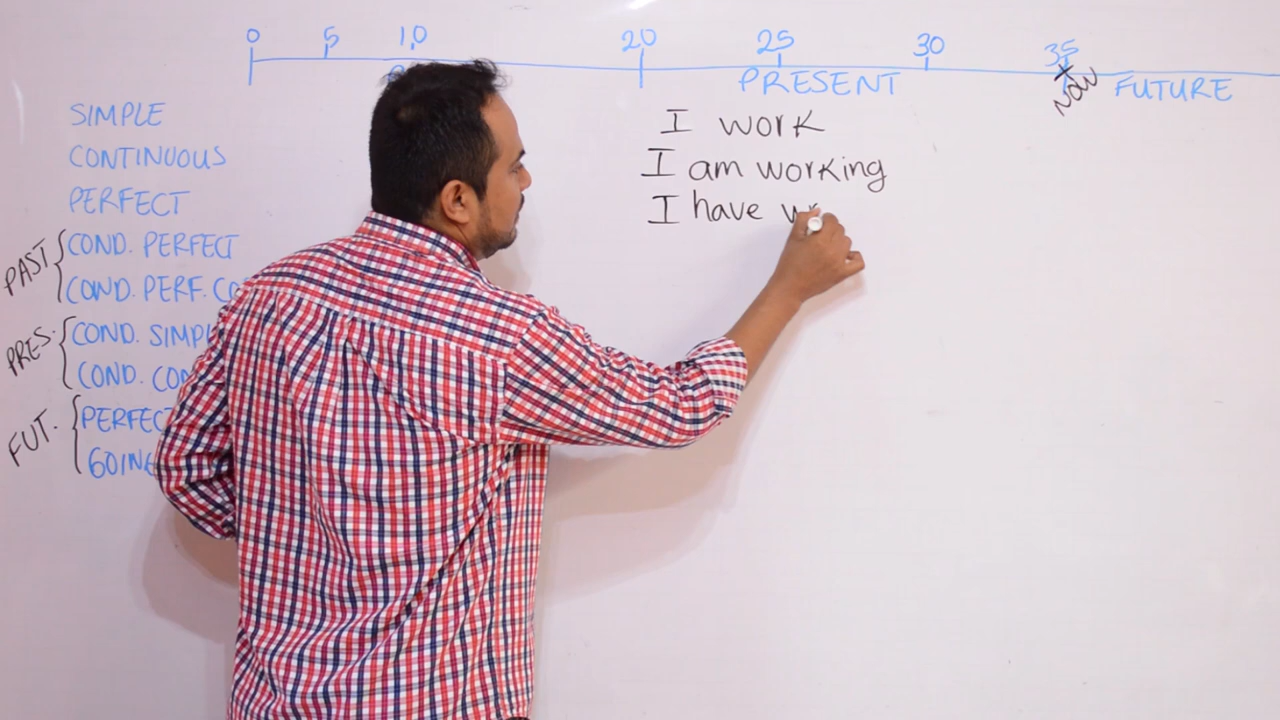 0 5 10 20 25 30 35
PRESENT NOW FUTURE
SIMPLE I work
CONTINUOUS I am working
PERFECT I have
PAST COND. PERFECT
COND. PERF.
PRES. COND.
COND.
FUT.